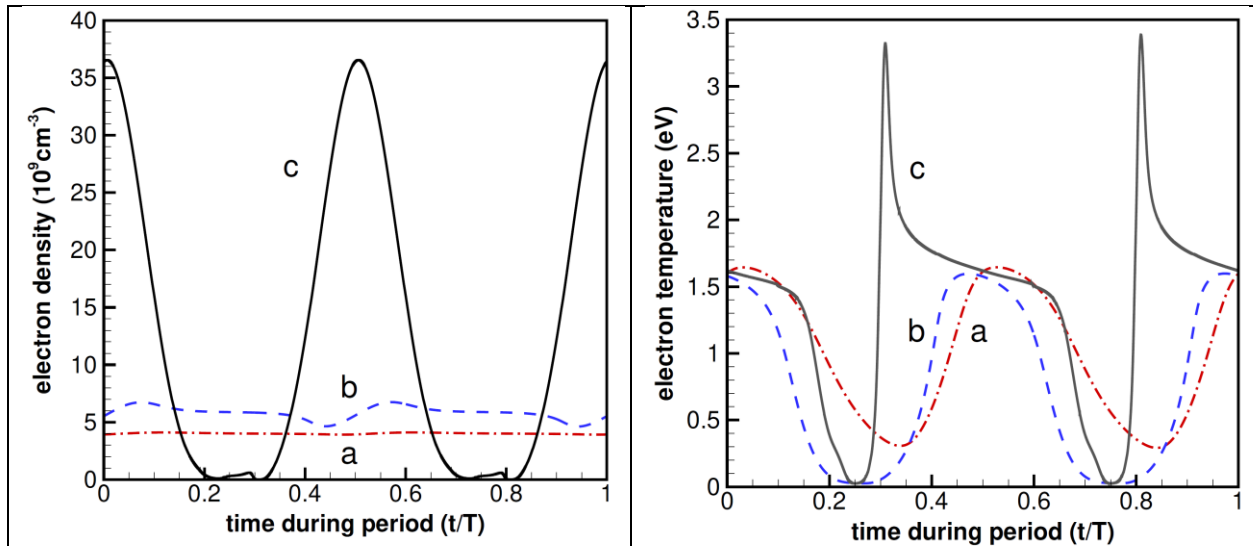 electron density (10⁹cm⁻³)
40
35
30
25
20
15
10
5
0
c
b
a
0 0.2 0.4 0.6 0.8 1
time during period (t/T)
electron temperature (eV)
3.5
3
2.5
2
1.5
1
0.5
0
c
b a
0 0.2 0.4 0.6 0.8 1
time during period (t/T)